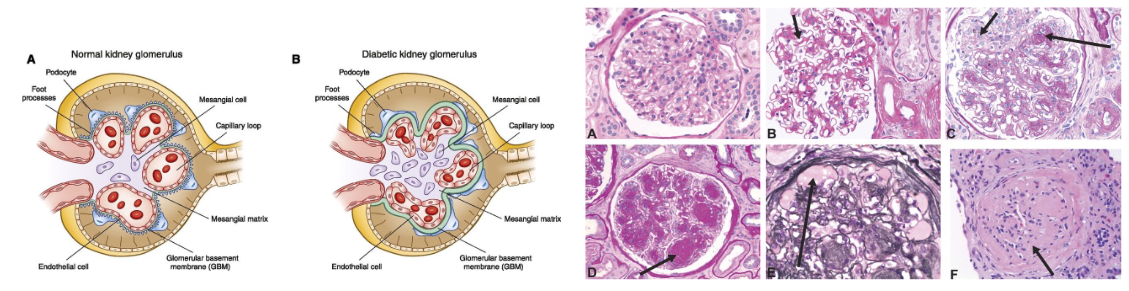 A
Normal kidney glomerulus
Podocyte
Foot
processes
Mesangial cell
Capillary loop
Mesangial matrix
Glomerular basement
membrane (GBM)
Endothelial cell
B
Diabetic kidney glomerulus
Podocyte
Foot
processes
Mesangial cell
Capillary loop
Mesangial matrix
Glomerular basement
membrane (GBM)
Endothelial cell
A
B
C
D
E
F